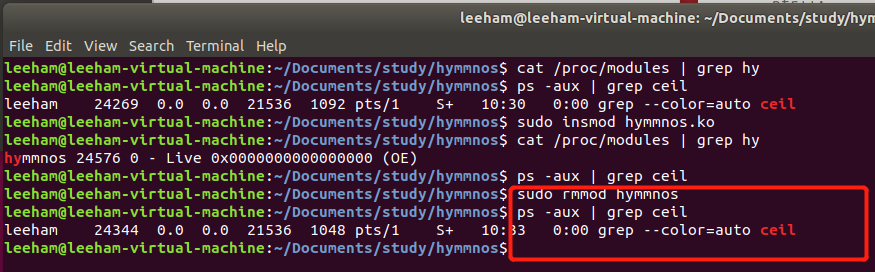 leeham@leeham-virtual-machine: ~/Documents/study/hym
File Edit View Search Terminal Help
leeham@leeham-virtual-machine:~/Documents/study/hymmnos$ cat /proc/modules | grep hy
leeham@leeham-virtual-machine:~/Documents/study/hymmnos$ ps -aux | grep ceil
leeham 24269 0.0 0.0 21536 1092 pts/1 S+ 10:30 0:00 grep --color=auto ceil
leeham@leeham-virtual-machine:~/Documents/study/hymmnos$ sudo insmod hymmnos.ko
leeham@leeham-virtual-machine:~/Documents/study/hymmnos$ cat /proc/modules | grep hy
hymmnos 24576 0 - Live 0x0000000000000000 (OE)
leeham@leeham-virtual-machine:~/Documents/study/hymmnos$ ps -aux | grep ceil
leeham@leeham-virtual-machine:~/Documents/study/hymmnos$ sudo rmmod hymmnos
leeham@leeham-virtual-machine:~/Documents/study/hymmnos$ ps -aux | grep ceil
leeham 24344 0.0 0.0 21536 1048 pts/1 S+ 10:33 0:00 grep --color=auto ceil
leeham@leeham-virtual-machine:~/Documents/study/hymmnos$